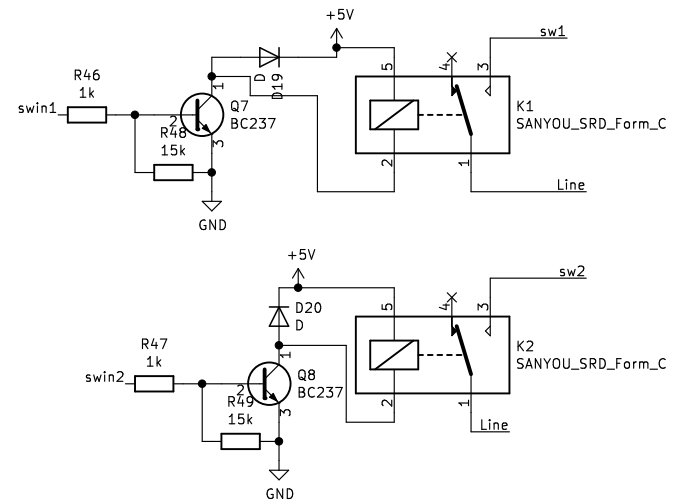 +5V
sw1
R46
1k
5
4
3
D
D19
1
swin1
Q7
BC237
2
K1
SANYOU_SRD_Form_C
R48
15k
3
2
1
Line
GND
+5V
sw2
D20
D
5
4
3
R47
1k
1
K2
SANYOU_SRD_Form_C
swin2
Q8
BC237
2
R49
15k
3
2
1
Line
GND